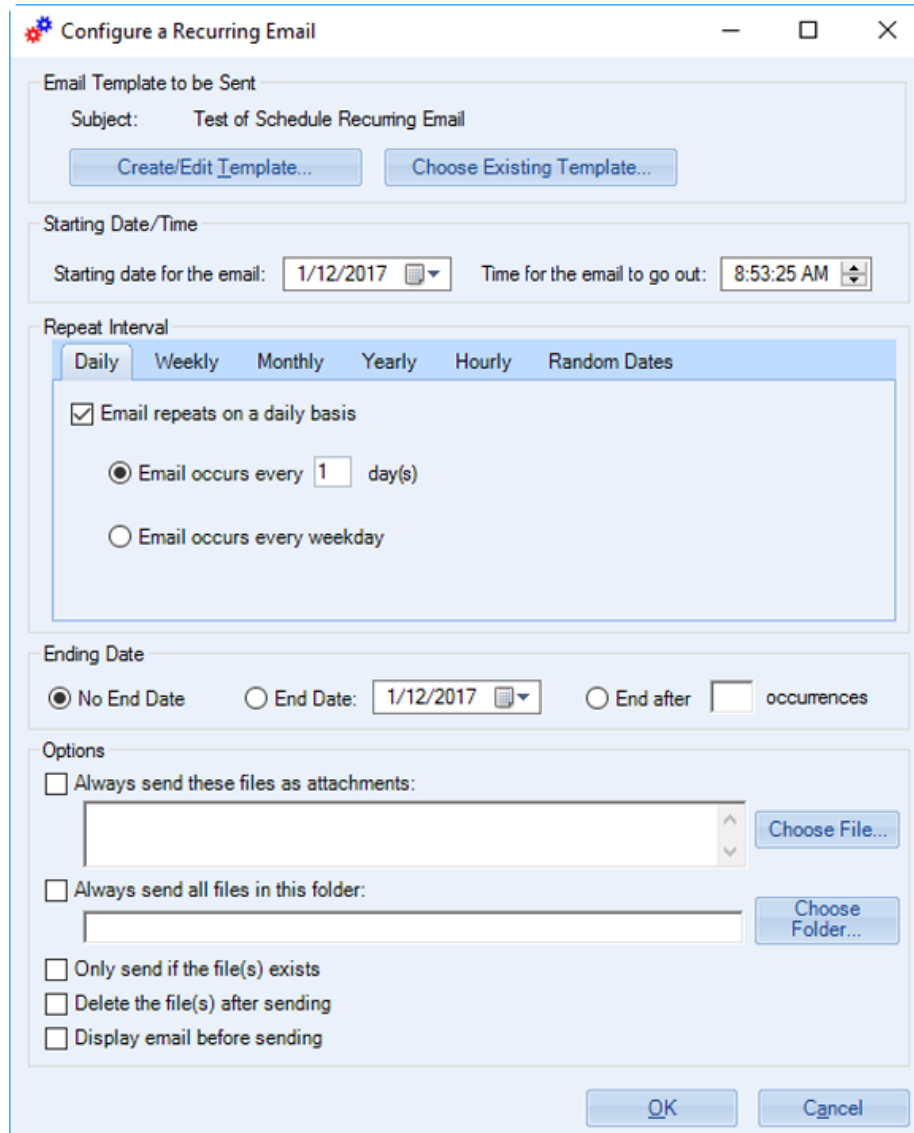 Configure a Recurring Email
Email Template to be Sent
Subject: Test of Schedule Recurring Email
Create/Edit Template... Choose Existing Template...
Starting Date/Time
Starting date for the email: 1/12/2017 Time for the email to go out: 8:53:25 AM
Repeat Interval
Daily Weekly Monthly Yearly Hourly Random Dates
Email repeats on a daily basis
Email occurs every 1 day(s)
Email occurs every weekday
Ending Date
No End Date End Date: 1/12/2017 End after occurrences
Options
Always send these files as attachments:
Choose File...
Always send all files in this folder:
Choose
Folder...
Only send if the file(s) exists
Delete the file(s) after sending
Display email before sending
OK Cancel